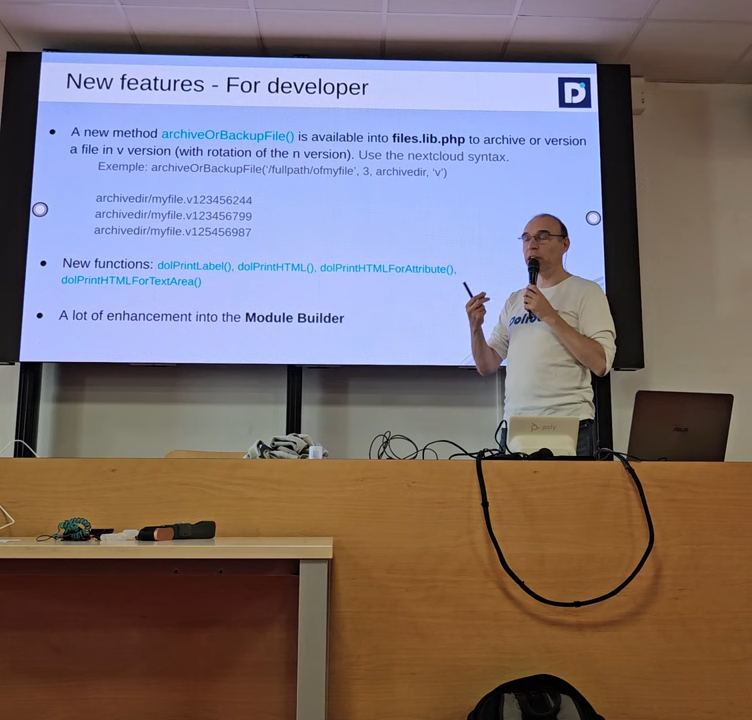 New features - For developer
D
• A new method archiveOrBackupFile() is available into files.lib.php to archive or version
a file in v version (with rotation of the n version). Use the nextcloud syntax.
Exemple: archiveOrBackupFile('/fullpath/ofmyfile', 3, archivedir, 'v')
archivedir/myfile.v123456244
archivedir/myfile.v123456799
archivedir/myfile.v125456987
• New functions: dolPrintLabel(), dolPrintHTML(), dolPrintHTMLForAttribute(),
dolPrintHTMLForTextArea()
• A lot of enhancement into the Module Builder
poly
ASUS